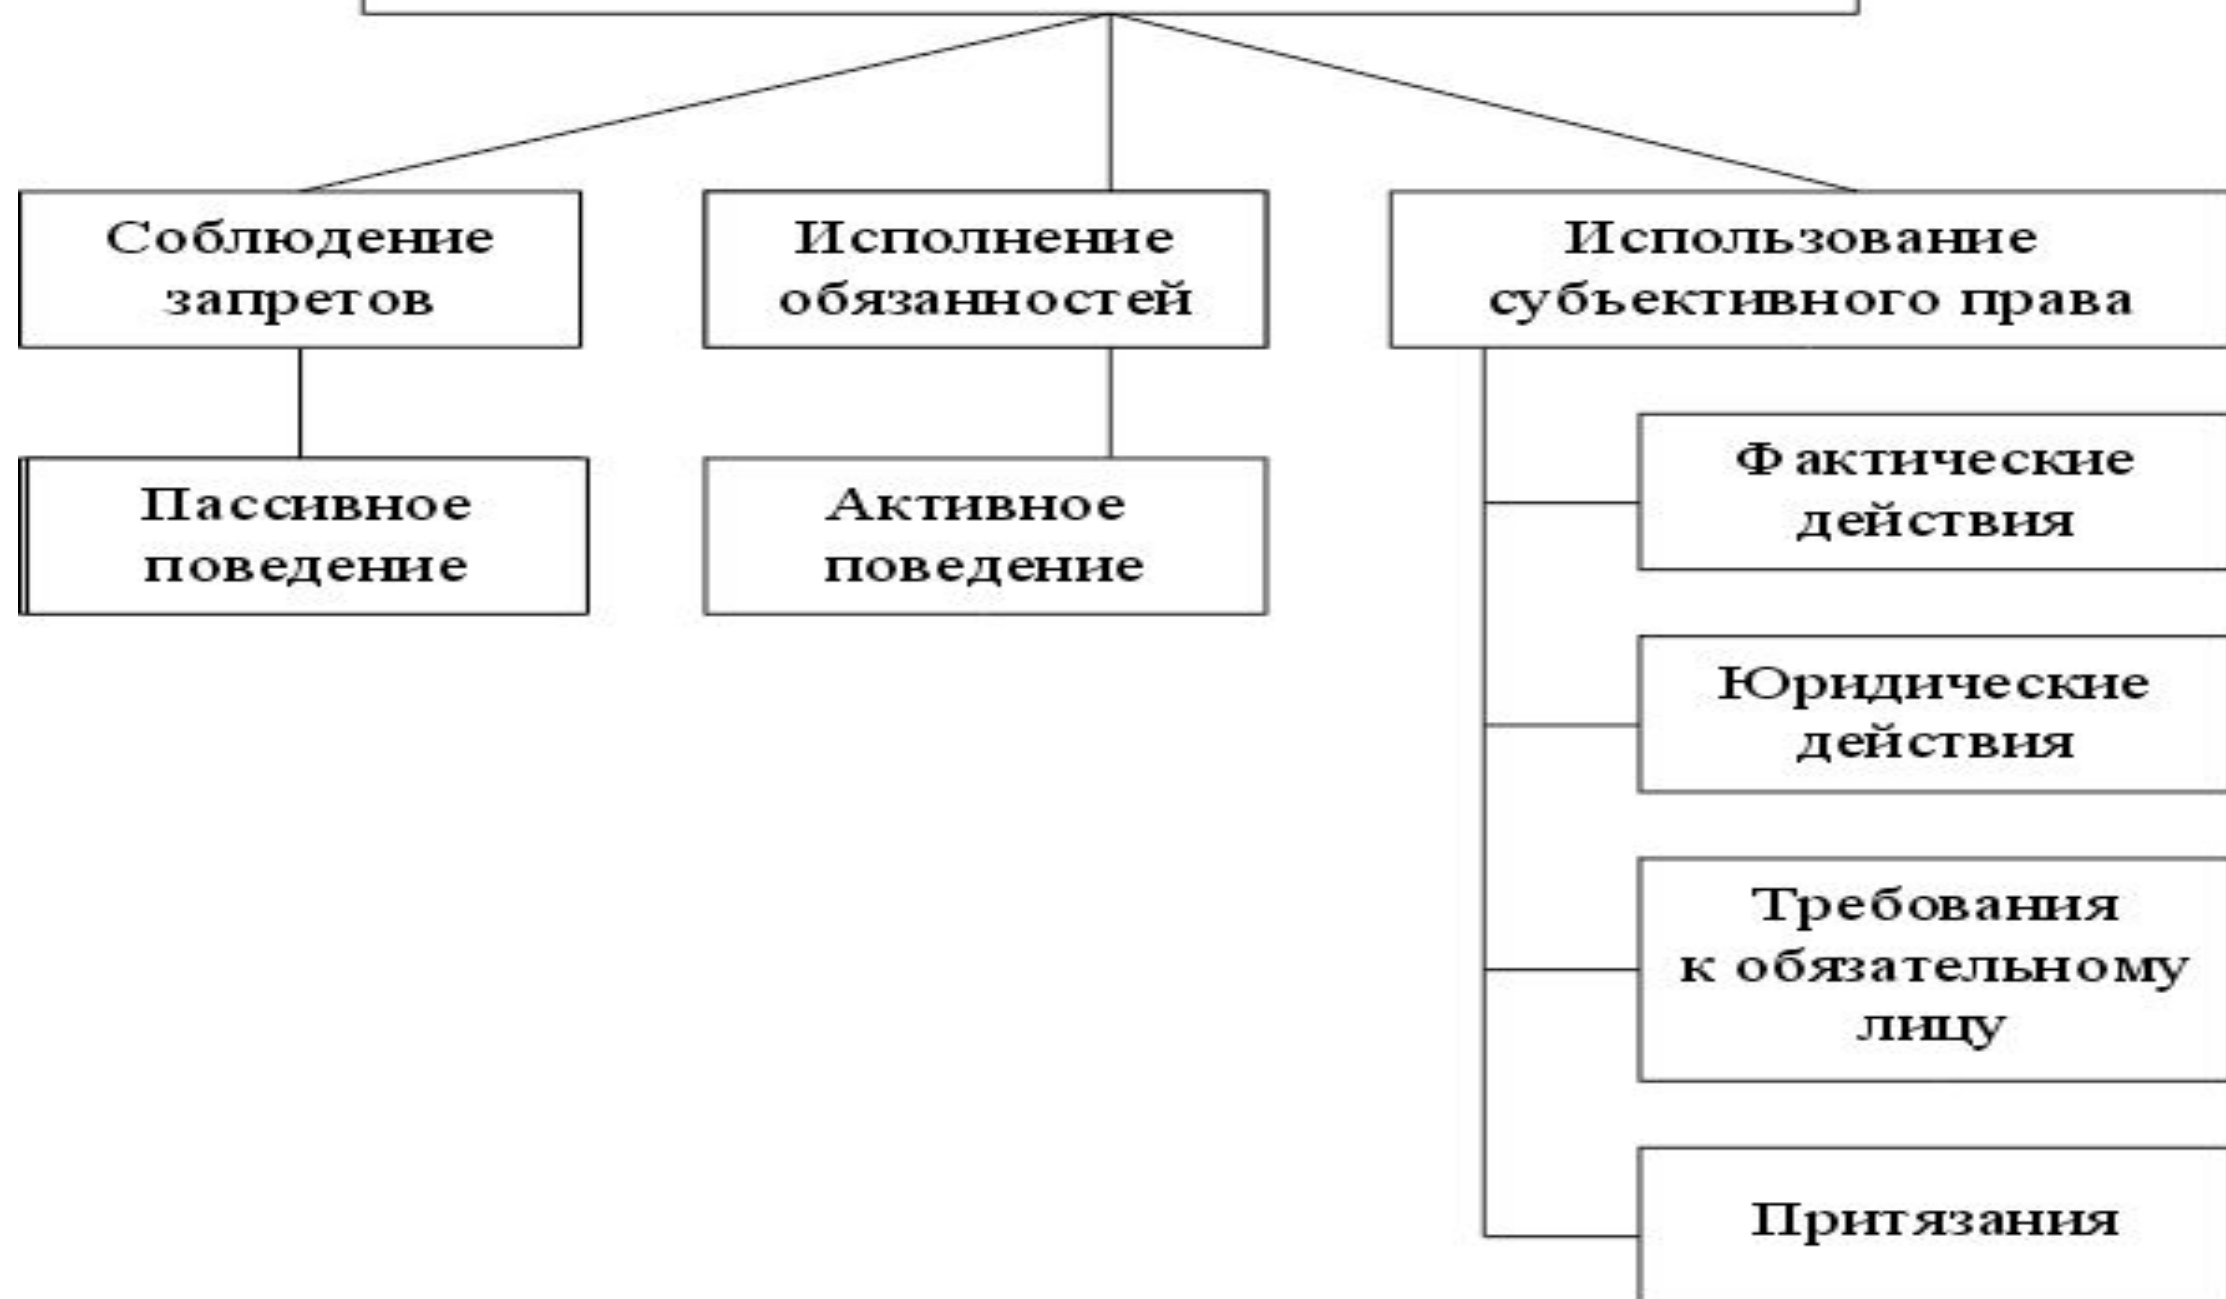 Соблюдение
запретов
Исполнение
обязанностей
Использование
субъективного права
Пассивное
поведение
Активное
поведение
Фактические
действия
Юридические
действия
Требования
к обязательному
лицу
Притязания